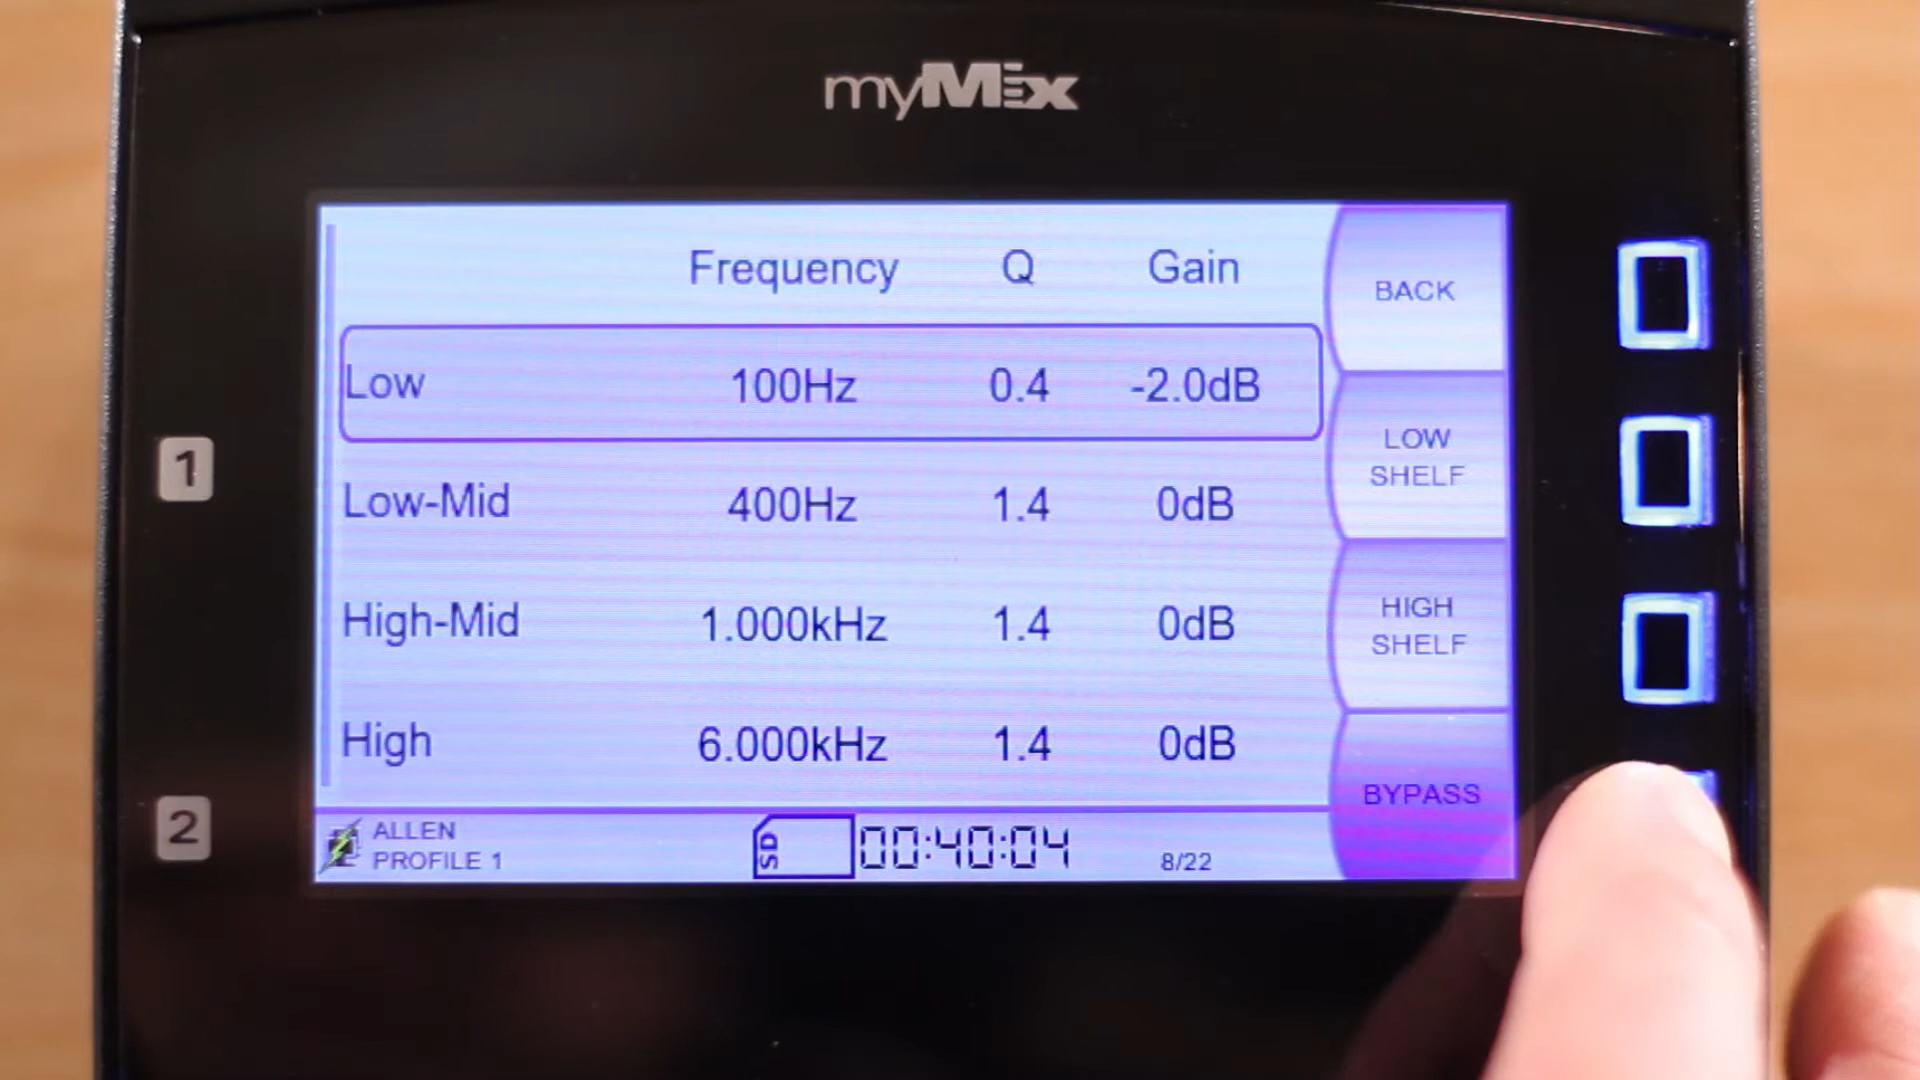 myMix
Frequency Q Gain
Low 100Hz 0.4 -2.0dB
Low-Mid 400Hz 1.4 0dB
High-Mid 1.000kHz 1.4 0dB
High 6.000kHz 1.4 0dB
BACK
LOW
SHELF
HIGH
SHELF
BYPASS
1
2
ALLEN
PROFILE 1
SD
00:40:04
8/22